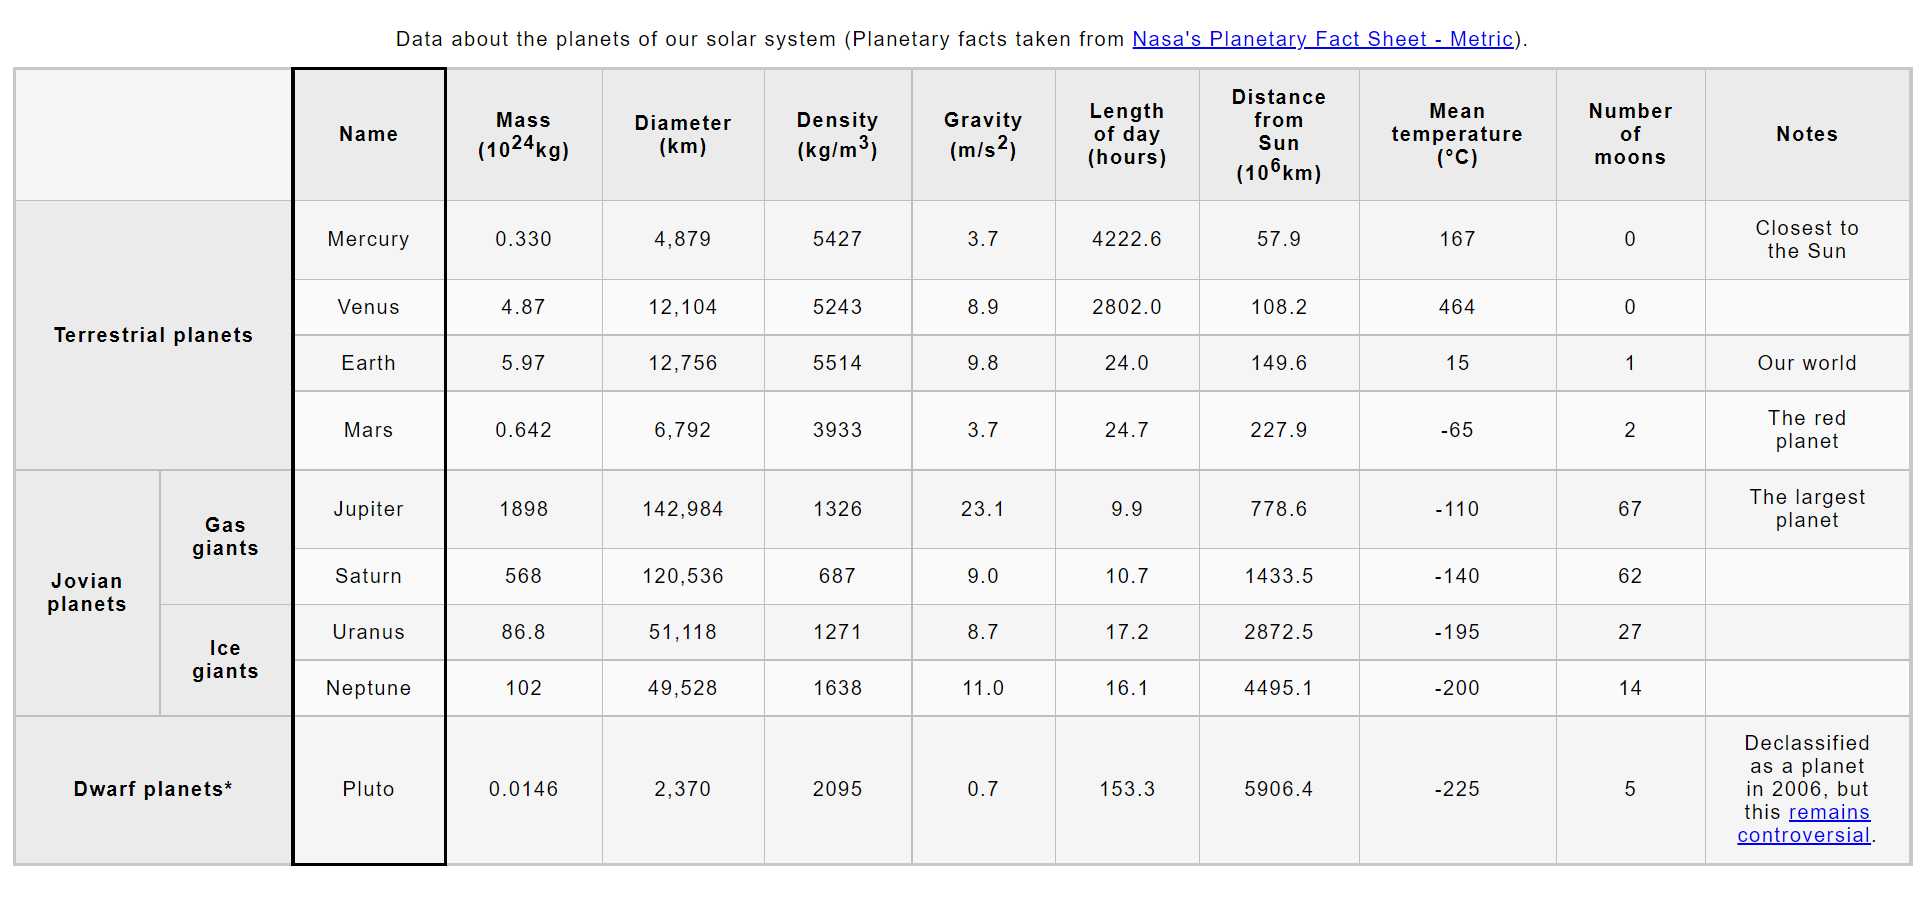 Data about the planets of our solar system (Planetary facts taken from Nasa's Planetary Fact Sheet - Metric).
Name
Mass
(10²⁴kg)
Diameter
(km)
Density
(kg/m³)
Gravity
(m/s²)
Length
of day
(hours)
Distance
from
Sun
(10⁶km)
Mean
temperature
(°C)
Number
of
moons
Notes
Terrestrial planets
Mercury 0.330 4,879 5427 3.7 4222.6 57.9 167 0 Closest to
the Sun
Venus 4.87 12,104 5243 8.9 2802.0 108.2 464 0
Earth 5.97 12,756 5514 9.8 24.0 149.6 15 1 Our world
Mars 0.642 6,792 3933 3.7 24.7 227.9 -65 2 The red
planet
Jovian
planets
Gas
giants
Jupiter 1898 142,984 1326 23.1 9.9 778.6 -110 67 The largest
planet
Saturn 568 120,536 687 9.0 10.7 1433.5 -140 62
Ice
giants
Uranus 86.8 51,118 1271 8.7 17.2 2872.5 -195 27
Neptune 102 49,528 1638 11.0 16.1 4495.1 -200 14
Dwarf planets*
Pluto 0.0146 2,370 2095 0.7 153.3 5906.4 -225 5 Declassified
as a planet
in 2006, but
this remains
controversial.